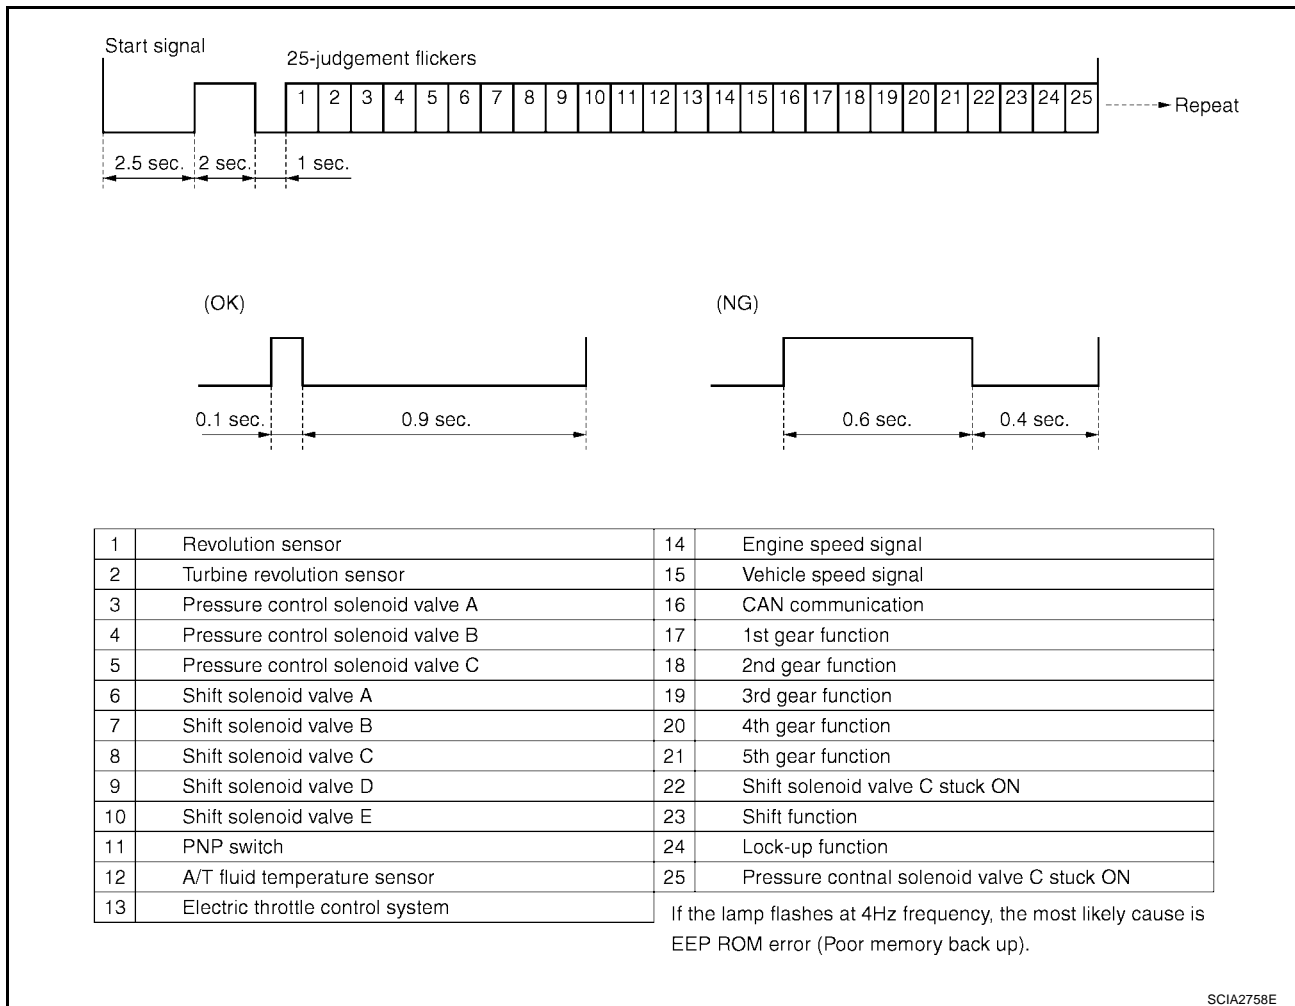 Start signal
25-judgement flickers
1 2 3 4 5 6 7 8 9 10 11 12 13 14 15 16 17 18 19 20 21 22 23 24 25
Repeat
2.5 sec. 2 sec. 1 sec.
(OK) (NG)
0.1 sec. 0.9 sec. 0.6 sec. 0.4 sec.
1 Revolution sensor
2 Turbine revolution sensor
3 Pressure control solenoid valve A
4 Pressure control solenoid valve B
5 Pressure control solenoid valve C
6 Shift solenoid valve A
7 Shift solenoid valve B
8 Shift solenoid valve C
9 Shift solenoid valve D
10 Shift solenoid valve E
11 PNP switch
12 A/T fluid temperature sensor
13 Electric throttle control system
14 Engine speed signal
15 Vehicle speed signal
16 CAN communication
17 1st gear function
18 2nd gear function
19 3rd gear function
20 4th gear function
21 5th gear function
22 Shift solenoid valve C stuck ON
23 Shift function
24 Lock-up function
25 Pressure contnal solenoid valve C stuck ON
If the lamp flashes at 4Hz frequency, the most likely cause is
EEP ROM error (Poor memory back up).
SCIA2758E